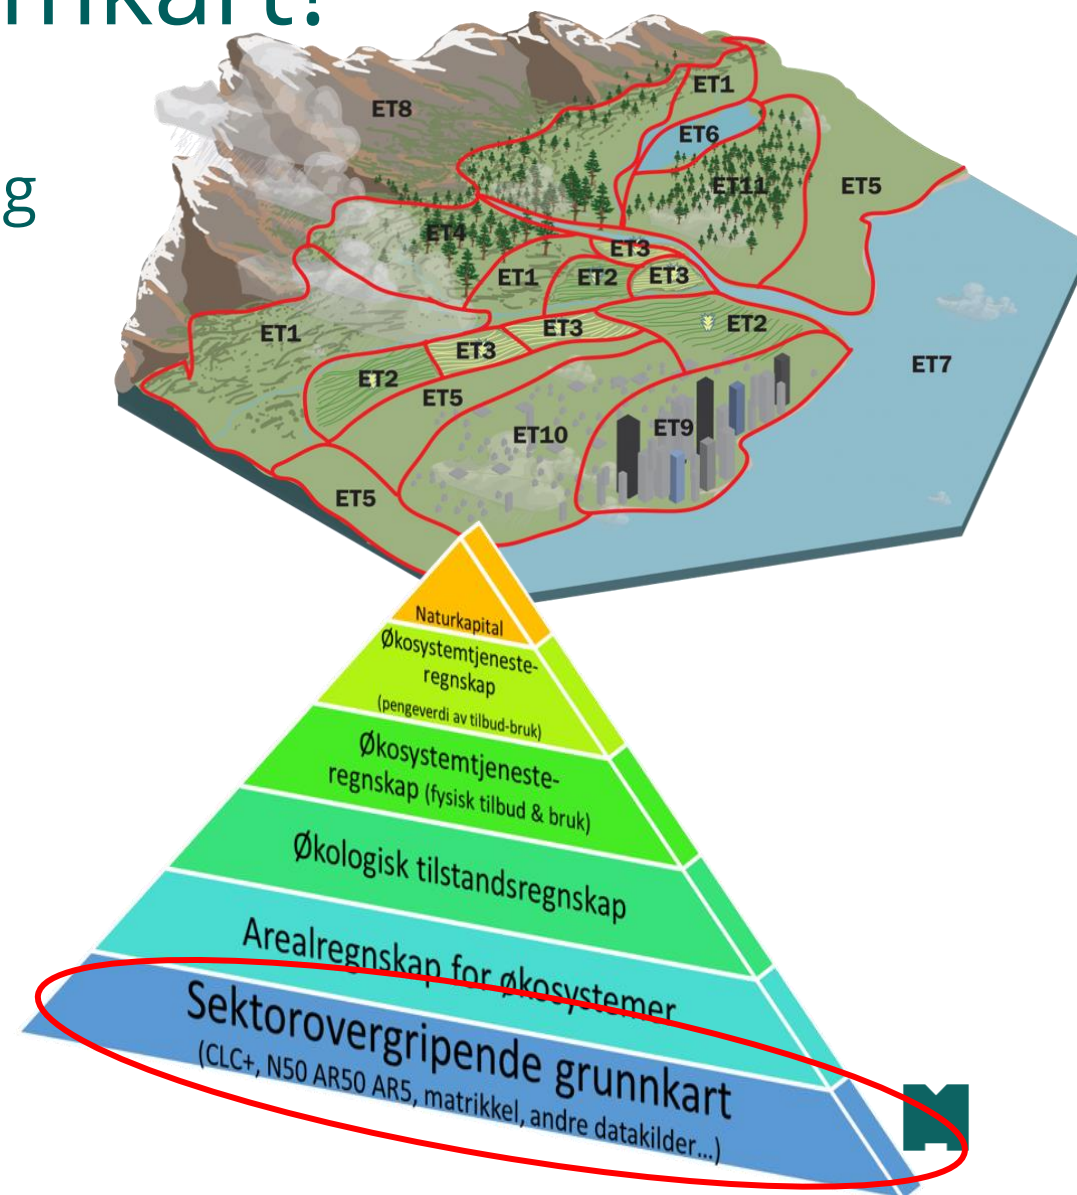 mkart?
g
ET8
ET1
ET6
ET11
ET5
ET4
ET3
ET1
ET2
ET3
ET1
ET3
ET2
ET3
ET7
ET2
ET5
ET10
ET9
ET5
Naturkapital
Økosystemtjeneste-
regnskap
(pengeverdi av tilbud-bruk)
Økosystemtjeneste-
regnskap (fysisk tilbud & bruk)
Økologisk tilstandsregnskap
Arealregnskap for økosystemer
Sektorovergripende grunnkart
(CLC+, N50 AR50 AR5, matrikkel, andre datakilder...)